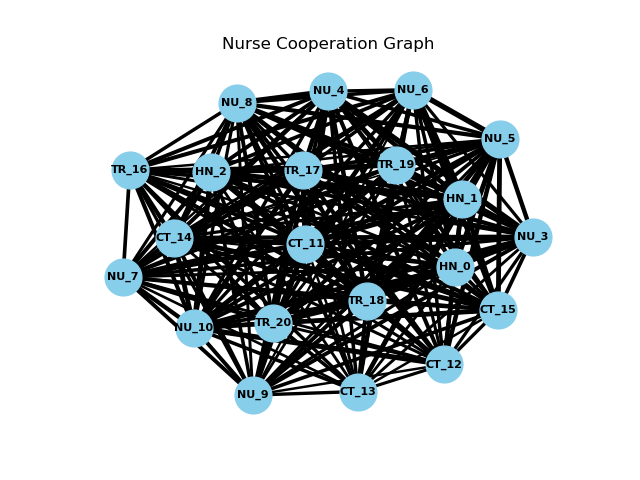 Nurse Cooperation Graph
NU_4
NU_6
NU_8
NU_5
TR_19
TR_16
HN_2
TR_17
HN_1
CT_14
NU_3
CT_11
HN_0
NU_7
TR_18
CT_15
TR_20
NU_10
CT_12
CT_13
NU_9